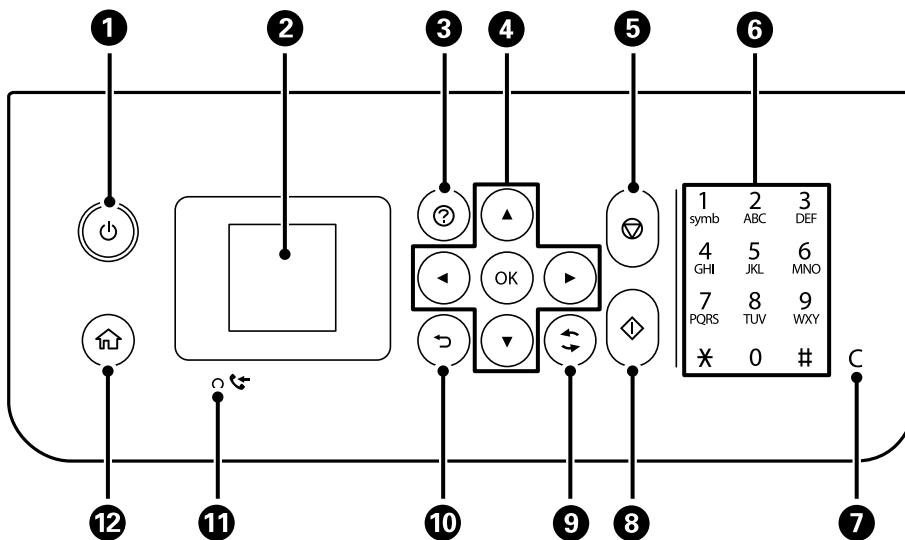 1 2 3 4 5 6
?
OK
1 2 3
symb ABC DEF
4 5 6
GHI JKL MNO
7 8 9
PQRS TUV WXY
* 0 #
C
12 11 10 9 8 7